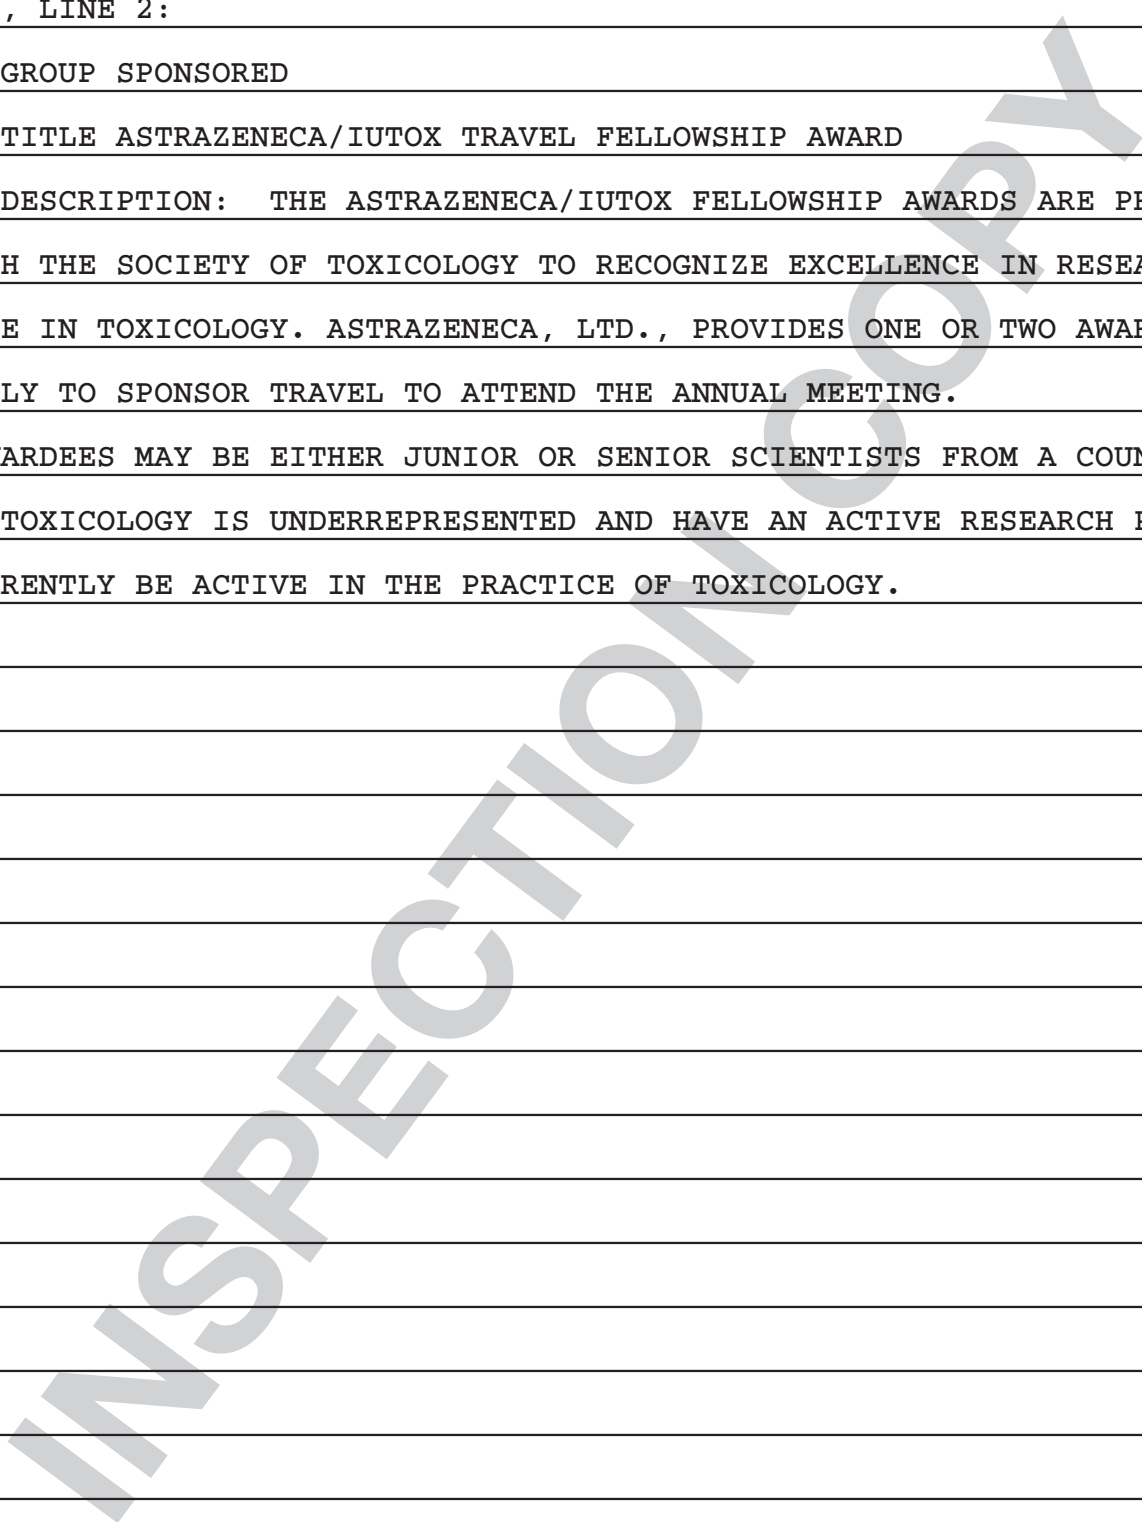 , LINE 2:
GROUP SPONSORED
TITLE ASTRAZENECA/IUTOX TRAVEL FELLOWSHIP AWARD
DESCRIPTION:  THE ASTRAZENECA/IUTOX FELLOWSHIP AWARDS ARE
H THE SOCIETY OF TOXICOLOGY TO RECOGNIZE EXCELLENCE IN
E IN TOXICOLOGY. ASTRAZENECA, LTD., PROVIDES ONE OR TWO
LY TO SPONSOR TRAVEL TO ATTEND THE ANNUAL MEETING.
ARDEES MAY BE EITHER JUNIOR OR SENIOR SCIENTISTS FROM A COUN
TOXICOLOGY IS UNDERREPRESENTED AND HAVE AN ACTIVE RESEARCH
RENTLY BE ACTIVE IN THE PRACTICE OF TOXICOLOGY.
INSPECTION COPY